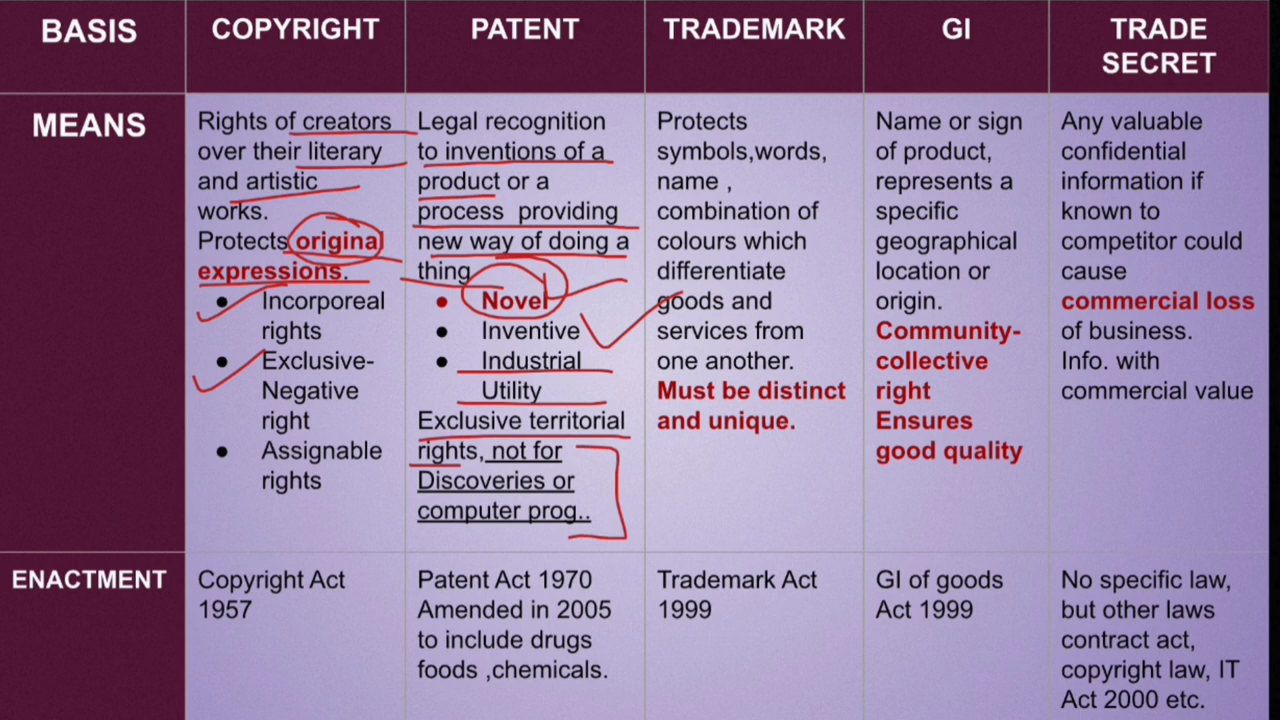 BASIS
COPYRIGHT
PATENT
TRADEMARK
GI
TRADE
SECRET
MEANS
Rights of creators
over their literary
and artistic
works.
Protects original
expressions.
● Incorporeal
rights
● Exclusive-
Negative
right
● Assignable
rights
Legal recognition
to inventions of a
product or a
process providing
new way of doing a
thing
● Novel
● Inventive
● Industrial
Utility
Exclusive territorial
rights, not for
Discoveries or
computer prog..
Protects
symbols,words,
name ,
combination of
colours which
differentiate
goods and
services from
one another.
Must be distinct
and unique.
Name or sign
of product,
represents a
specific
geographical
location or
origin.
Community-
collective
right
Ensures
good quality
Any valuable
confidential
information if
known to
competitor could
cause
commercial loss
of business.
Info. with
commercial value
ENACTMENT
Copyright Act
1957
Patent Act 1970
Amended in 2005
to include drugs
foods ,chemicals.
Trademark Act
1999
GI of goods
Act 1999
No specific law,
but other laws
contract act,
copyright law, IT
Act 2000 etc.